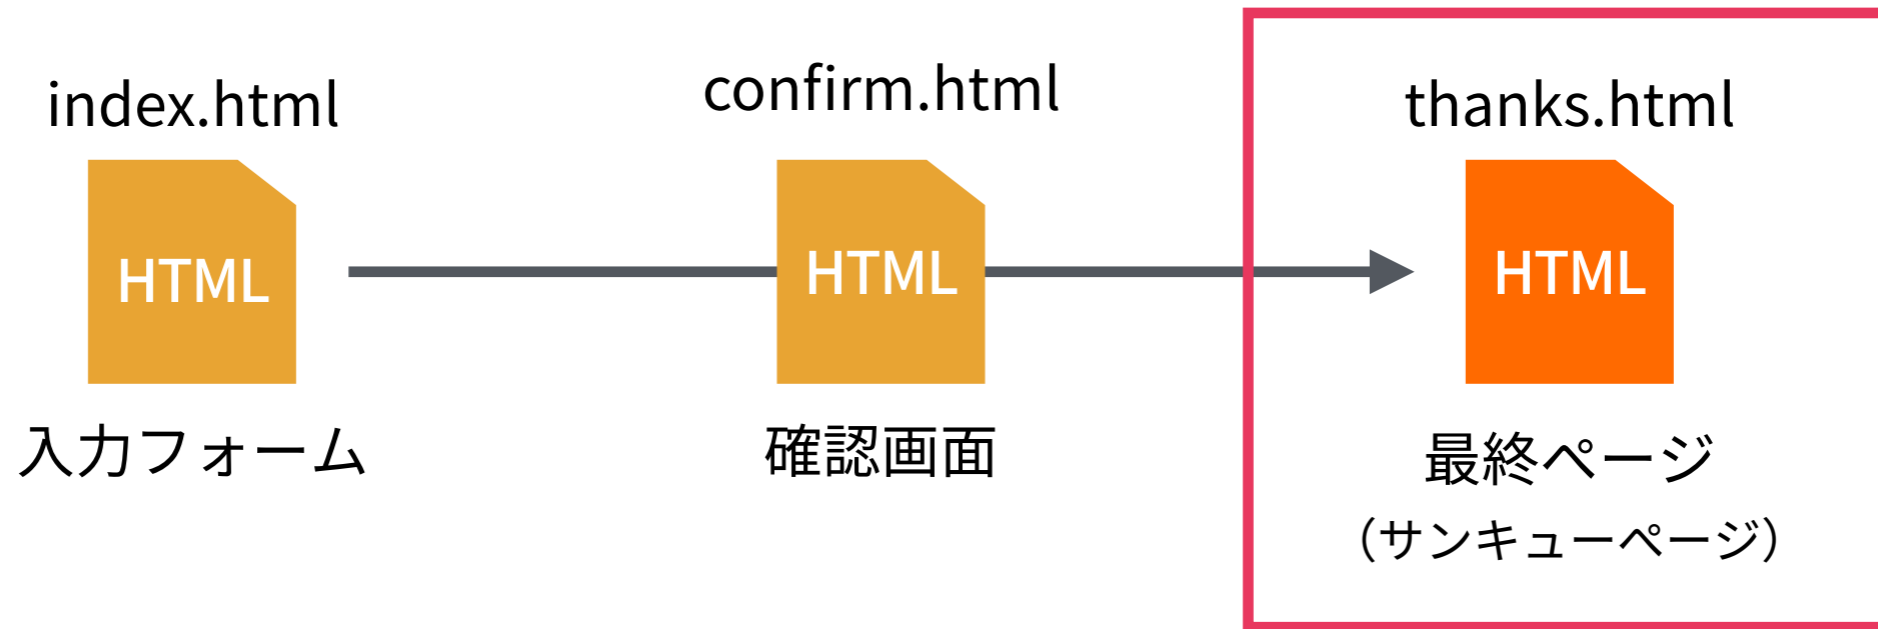 index.html
HTML
入力フォーム
confirm.html
HTML
確認画面
thanks.html
HTML
最終ページ
（サンキューページ）